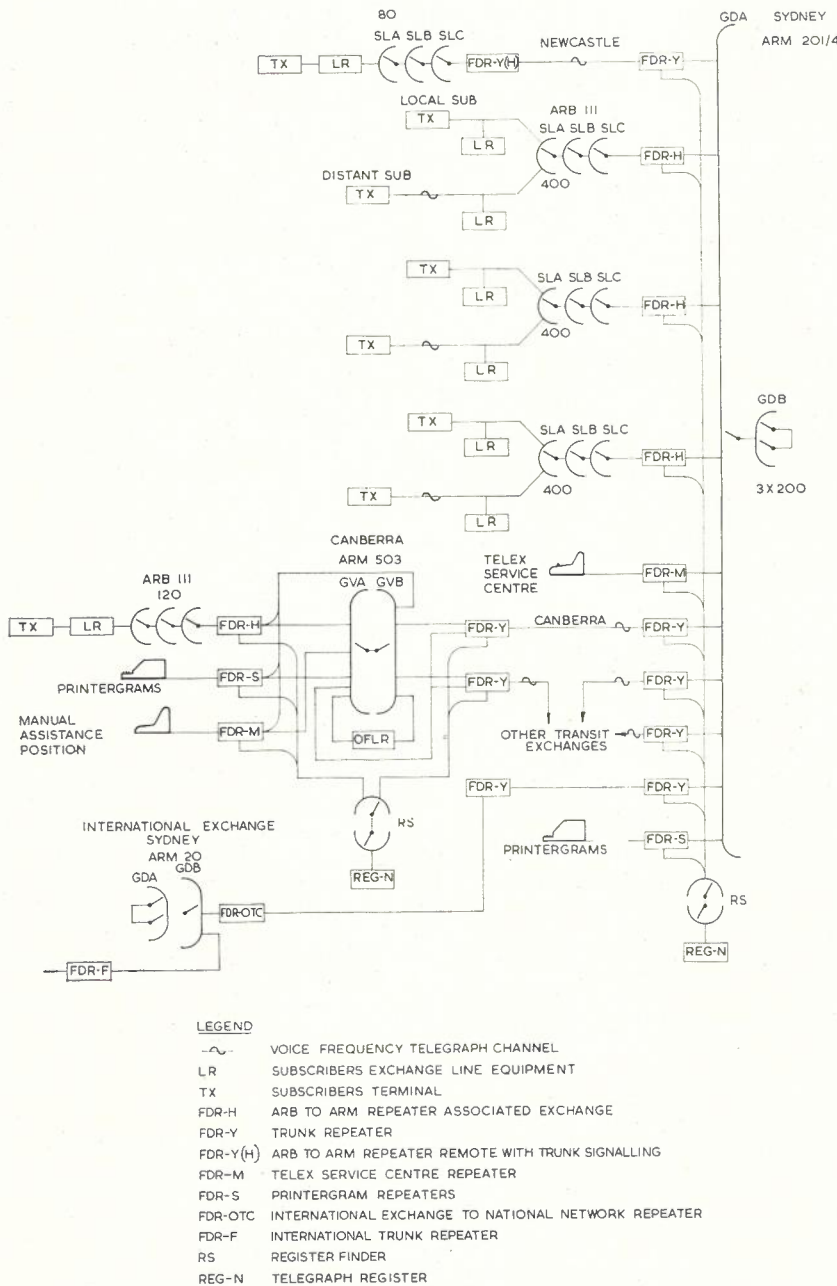 80
GDA SYDNEY
SLA SLB SLC
NEWCASTLE
ARM 201/4
TX
LR
FDR-Y(H)
FDR-Y
LOCAL SUB
ARB III
TX
SLA SLB SLC
LR
FDR-H
DISTANT SUB
400
TX
LR
TX
SLA SLB SLC
LR
FDR-H
400
TX
LR
GDB
TX
SLA SLB SLC
LR
FDR-H
400
3X200
TX
LR
CANBERRA
ARM 503
TELEX
SERVICE
CENTRE
ARB III
GVA GVB
FDR-M
120
TX
LR
FDR-H
FDR-Y
CANBERRA
FDR-Y
PRINTERGRAMS
FDR-S
FDR-Y
FDR-Y
MANUAL
ASSISTANCE
POSITION
FDR-M
OFLR
OTHER TRANSIT
EXCHANGES
FDR-Y
FDR-Y
FDR-Y
INTERNATIONAL EXCHANGE
SYDNEY
ARM 20
RS
PRINTERGRAMS
FDR-S
GDA
GDB
REG-N
RS
FDR-OTC
REG-N
FDR-F
LEGEND
VOICE FREQUENCY TELEGRAPH CHANNEL
LR SUBSCRIBERS EXCHANGE LINE EQUIPMENT
TX SUBSCRIBERS TERMINAL
FDR-H ARB TO ARM REPEATER ASSOCIATED EXCHANGE
FDR-Y TRUNK REPEATER
FDR-Y(H) ARB TO ARM REPEATER REMOTE WITH TRUNK SIGNALLING
FDR-M TELEX SERVICE CENTRE REPEATER
FDR-S PRINTERGRAM REPEATERS
FDR-OTC INTERNATIONAL EXCHANGE TO NATIONAL NETWORK REPEATER
FDR-F INTERNATIONAL TRUNK REPEATER
RS REGISTER FINDER
REG-N TELEGRAPH REGISTER